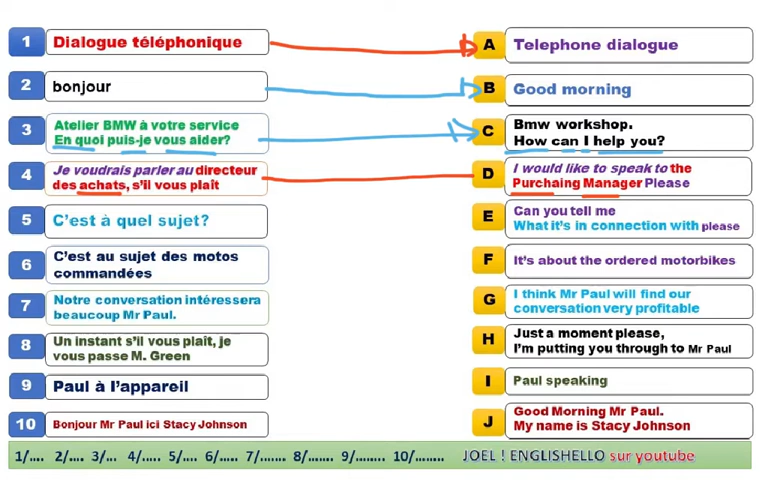 1 Dialogue téléphonique
A Telephone dialogue
2 bonjour
B Good morning
3 Atelier BMW à votre service
En quoi puis-je vous aider?
C Bmw workshop.
How can I help you?
4 Je voudrais parler au directeur
des achats, s'il vous plaît
D I would like to speak to the
Purchaing Manager Please
5 C'est à quel sujet?
E Can you tell me
What it's in connection with please
6 C'est au sujet des motos
commandées
F It's about the ordered motorbikes
7 Notre conversation intéressera
beaucoup Mr Paul.
G I think Mr Paul will find our
conversation very profitable
8 Un instant s'il vous plaît, je
vous passe M. Green
H Just a moment please,
I'm putting you through to Mr Paul
9 Paul à l'appareil
I Paul speaking
10 Bonjour Mr Paul ici Stacy Johnson
J Good Morning Mr Paul.
My name is Stacy Johnson
1/.... 2/.... 3/... 4/..... 5/.... 6/..... 7/....... 8/....... 9/........ 10/........ JOEL ! ENGLISHELLO sur youtube